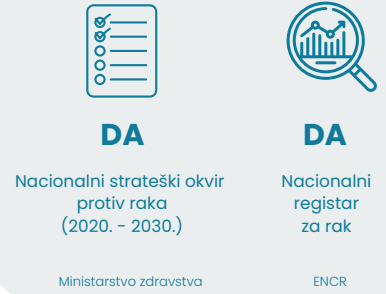 DA
Nacionalni strateški okvir
protiv raka
(2020. - 2030.)
Ministarstvo zdravstva
DA
Nacionalni
registar
za rak
ENCR